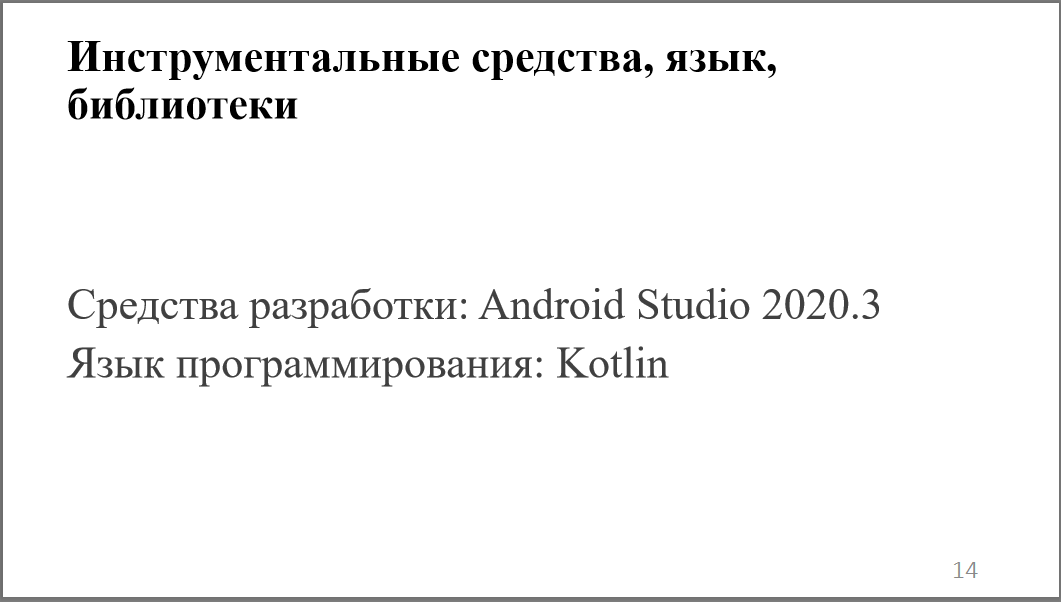 Инструментальные средства, язык,
библиотеки
Средства разработки: Android Studio 2020.3
Язык программирования: Kotlin
14